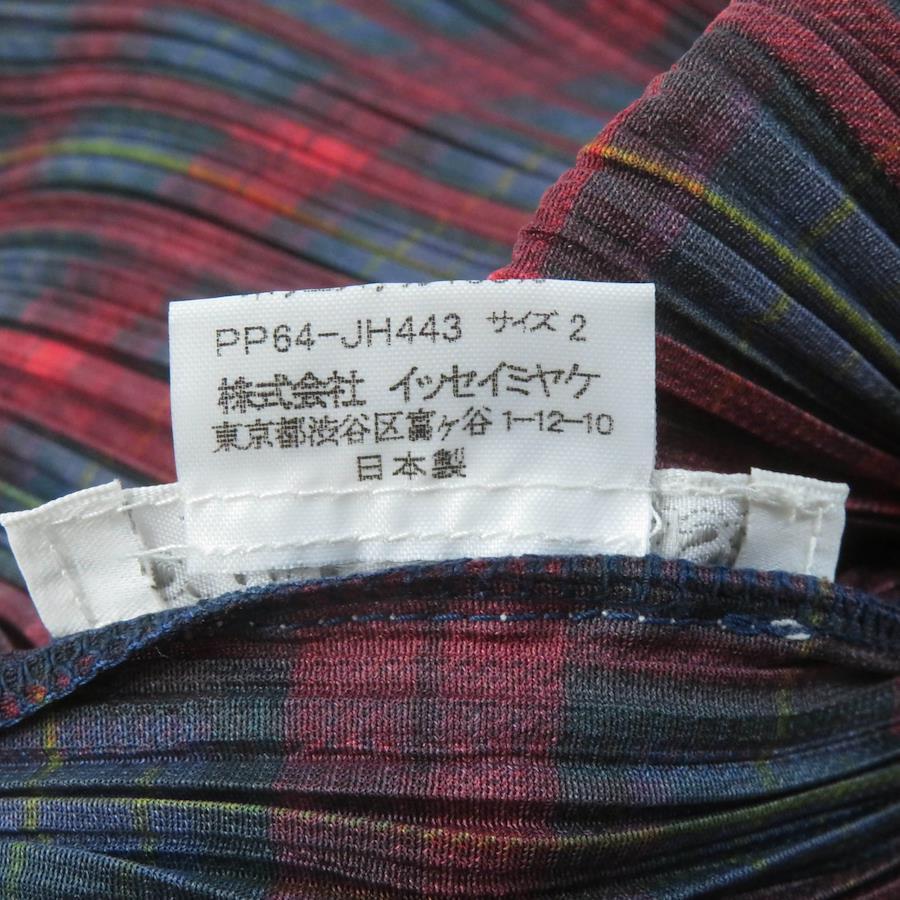 PP64-JH443 サイズ 2
株式会社 イッセイミヤケ
東京都渋谷区富ヶ谷 1-12-10
日本製